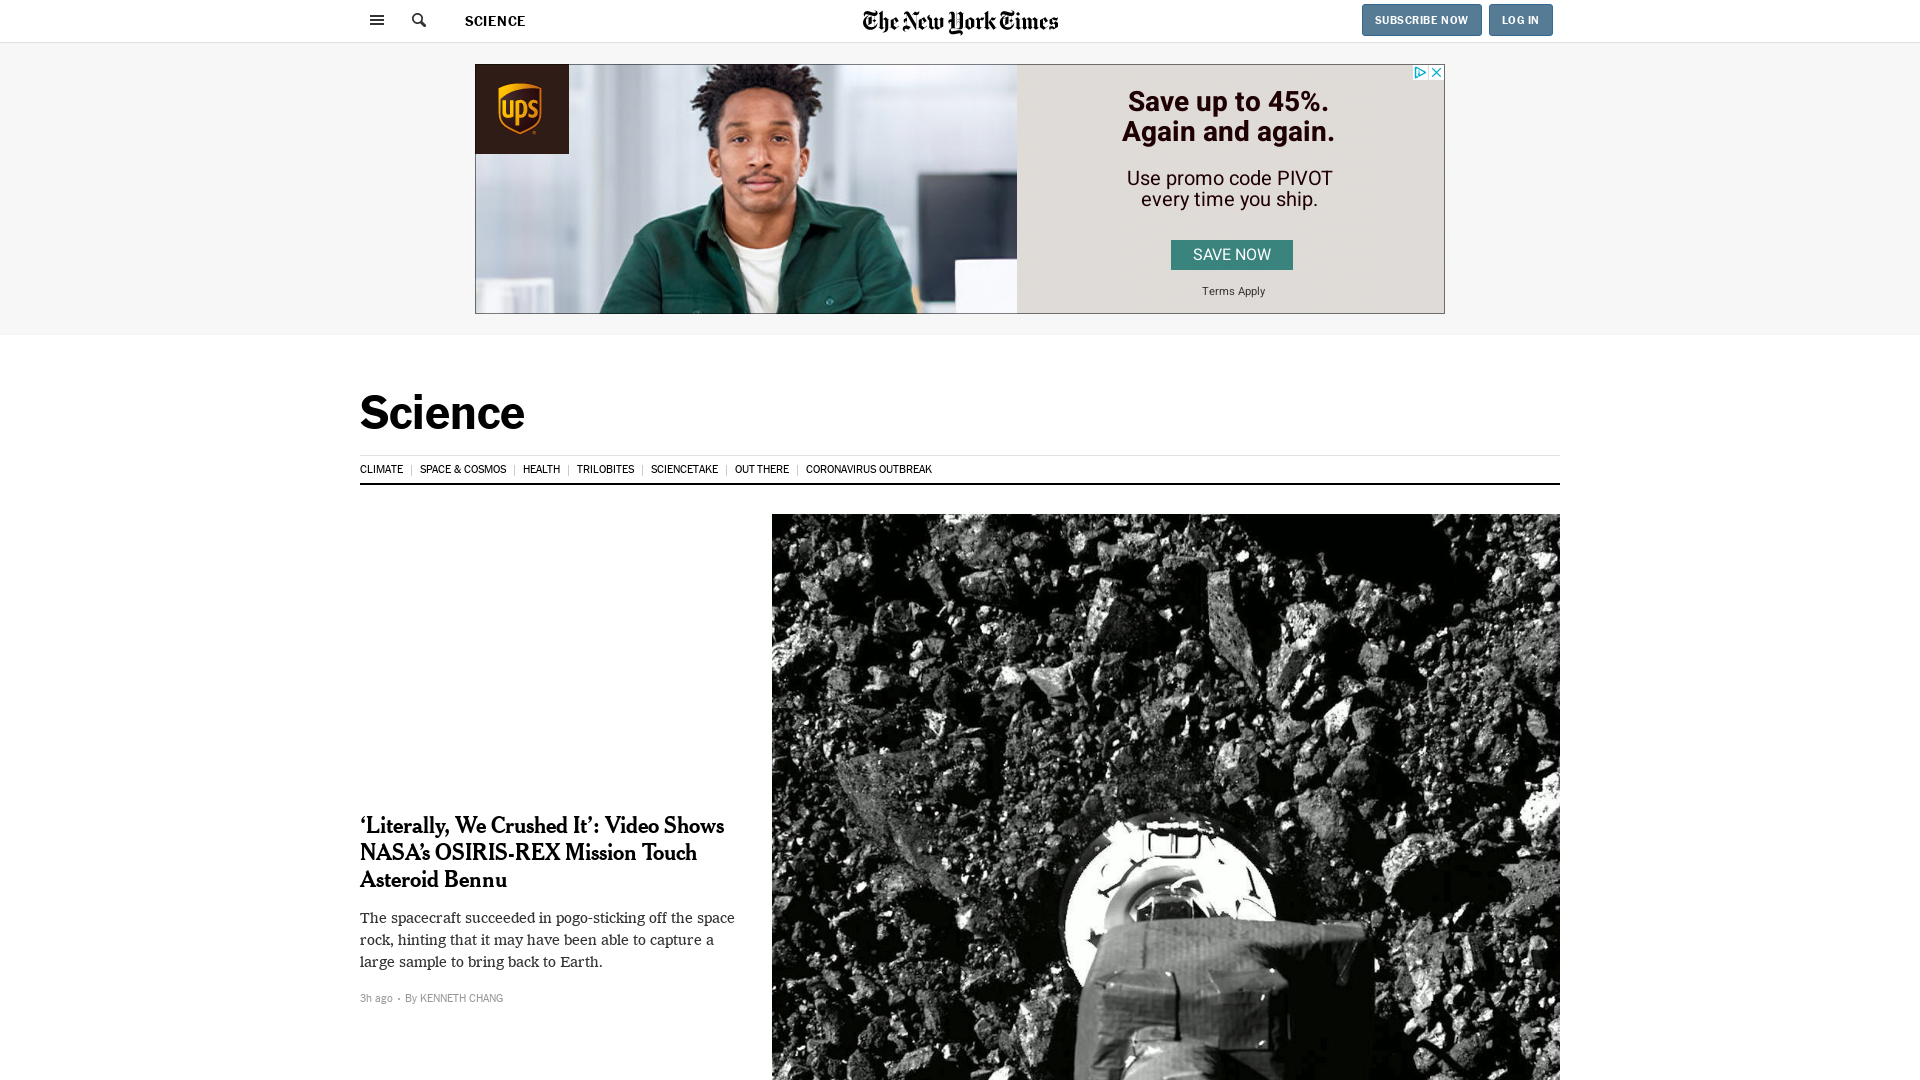 SCIENCE
The New York Times
SUBSCRIBE NOW
LOG IN
ups
Save up to 45%.
Again and again.
Use promo code PIVOT
every time you ship.
SAVE NOW
Terms Apply
Science
CLIMATE
SPACE & COSMOS
HEALTH
TRILOBITES
SCIENCETAKE
OUT THERE
CORONAVIRUS OUTBREAK
‘Literally, We Crushed It’: Video Shows
NASA’s OSIRIS-REX Mission Touch
Asteroid Bennu
The spacecraft succeeded in pogo-sticking off the space
rock, hinting that it may have been able to capture a
large sample to bring back to Earth.
3h ago • By KENNETH CHANG